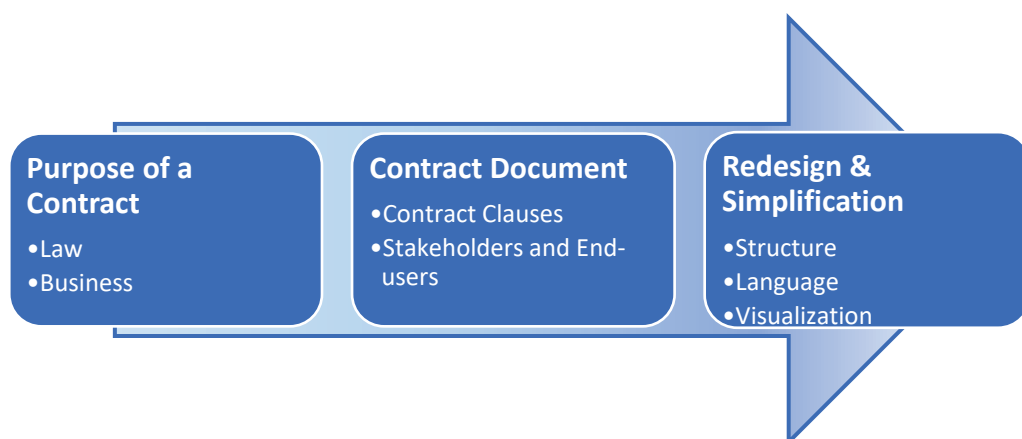 Purpose of a
Contract
•Law
•Business
Contract Document
•Contract Clauses
•Stakeholders and End-
users
Redesign &
Simplification
•Structure
•Language
•Visualization